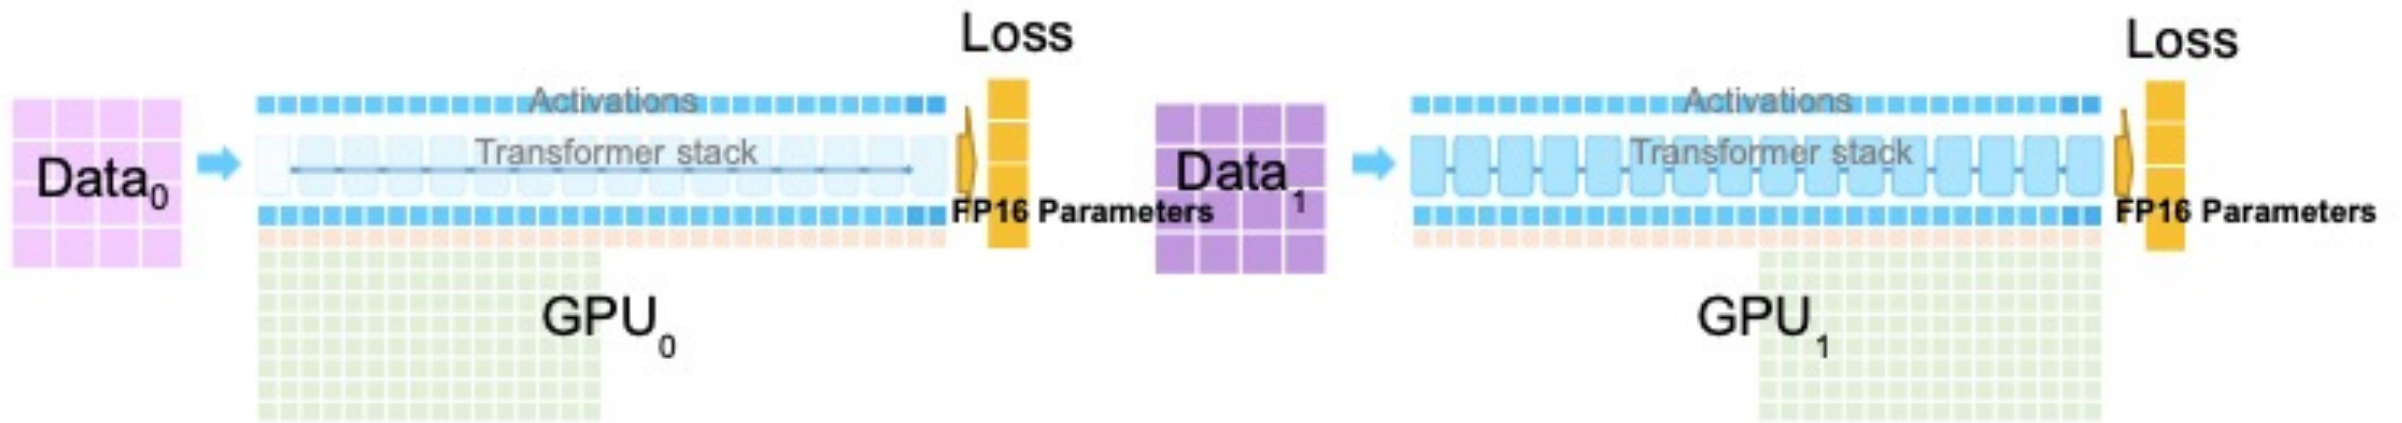 Loss
Activations
Transformer stack
Data0
FP16 Parameters
GPU0
Loss
Activations
Transformer stack
Data1
FP16 Parameters
GPU1